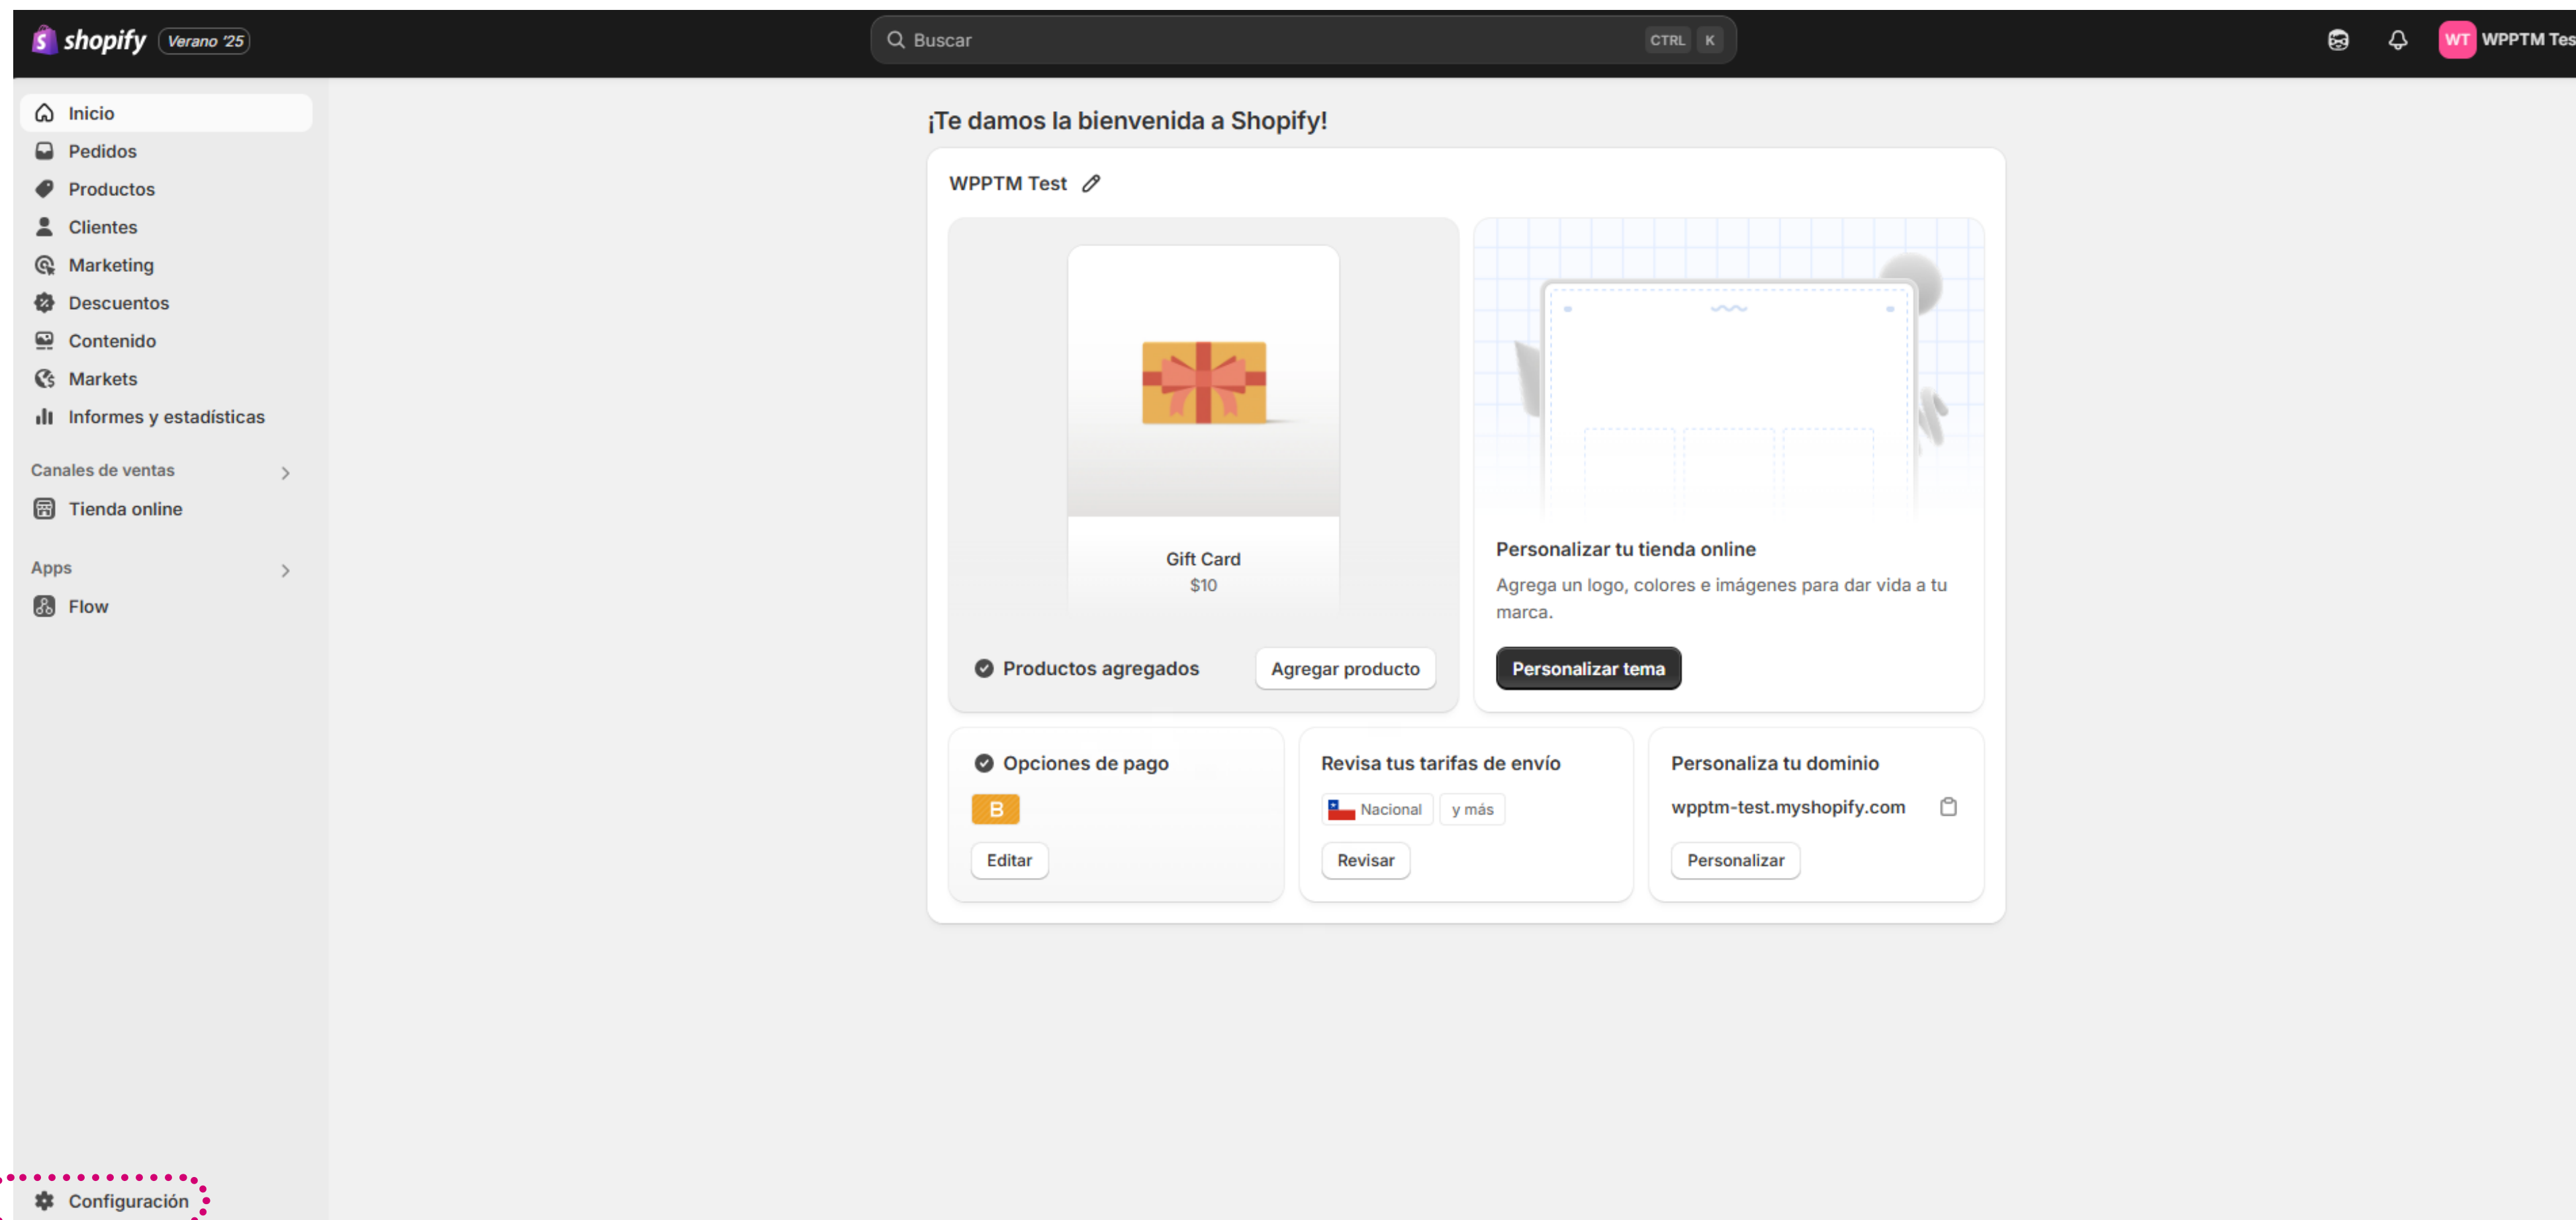 shopify Verano '25
Buscar
CTRL K
WT WPPTM Tes
Inicio
Pedidos
Productos
Clientes
Marketing
Descuentos
Contenido
Markets
Informes y estadísticas
Canales de ventas
Tienda online
Apps
Flow
Configuración
¡Te damos la bienvenida a Shopify!
WPPTM Test
Gift Card
$10
Productos agregados
Agregar producto
Personalizar tu tienda online
Agrega un logo, colores e imágenes para dar vida a tu
marca.
Personalizar tema
Opciones de pago
B
Editar
Revisa tus tarifas de envío
Nacional y más
Revisar
Personaliza tu dominio
wpptm-test.myshopify.com
Personalizar